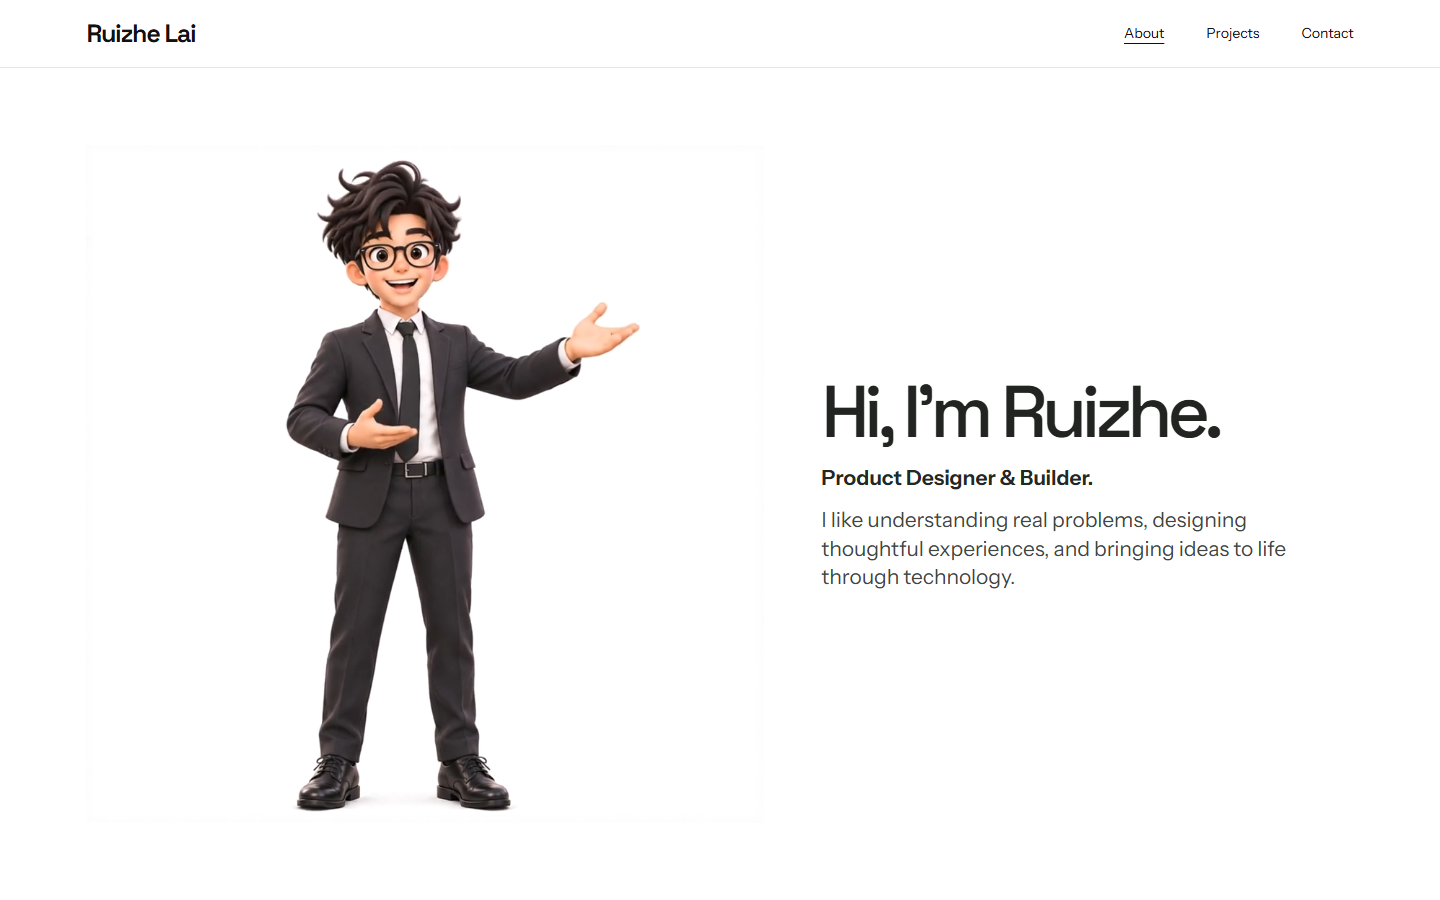 Ruizhe Lai
About
Projects
Contact
Hi, I’m Ruizhe.
Product Designer & Builder.
I like understanding real problems, designing
thoughtful experiences, and bringing ideas to life
through technology.